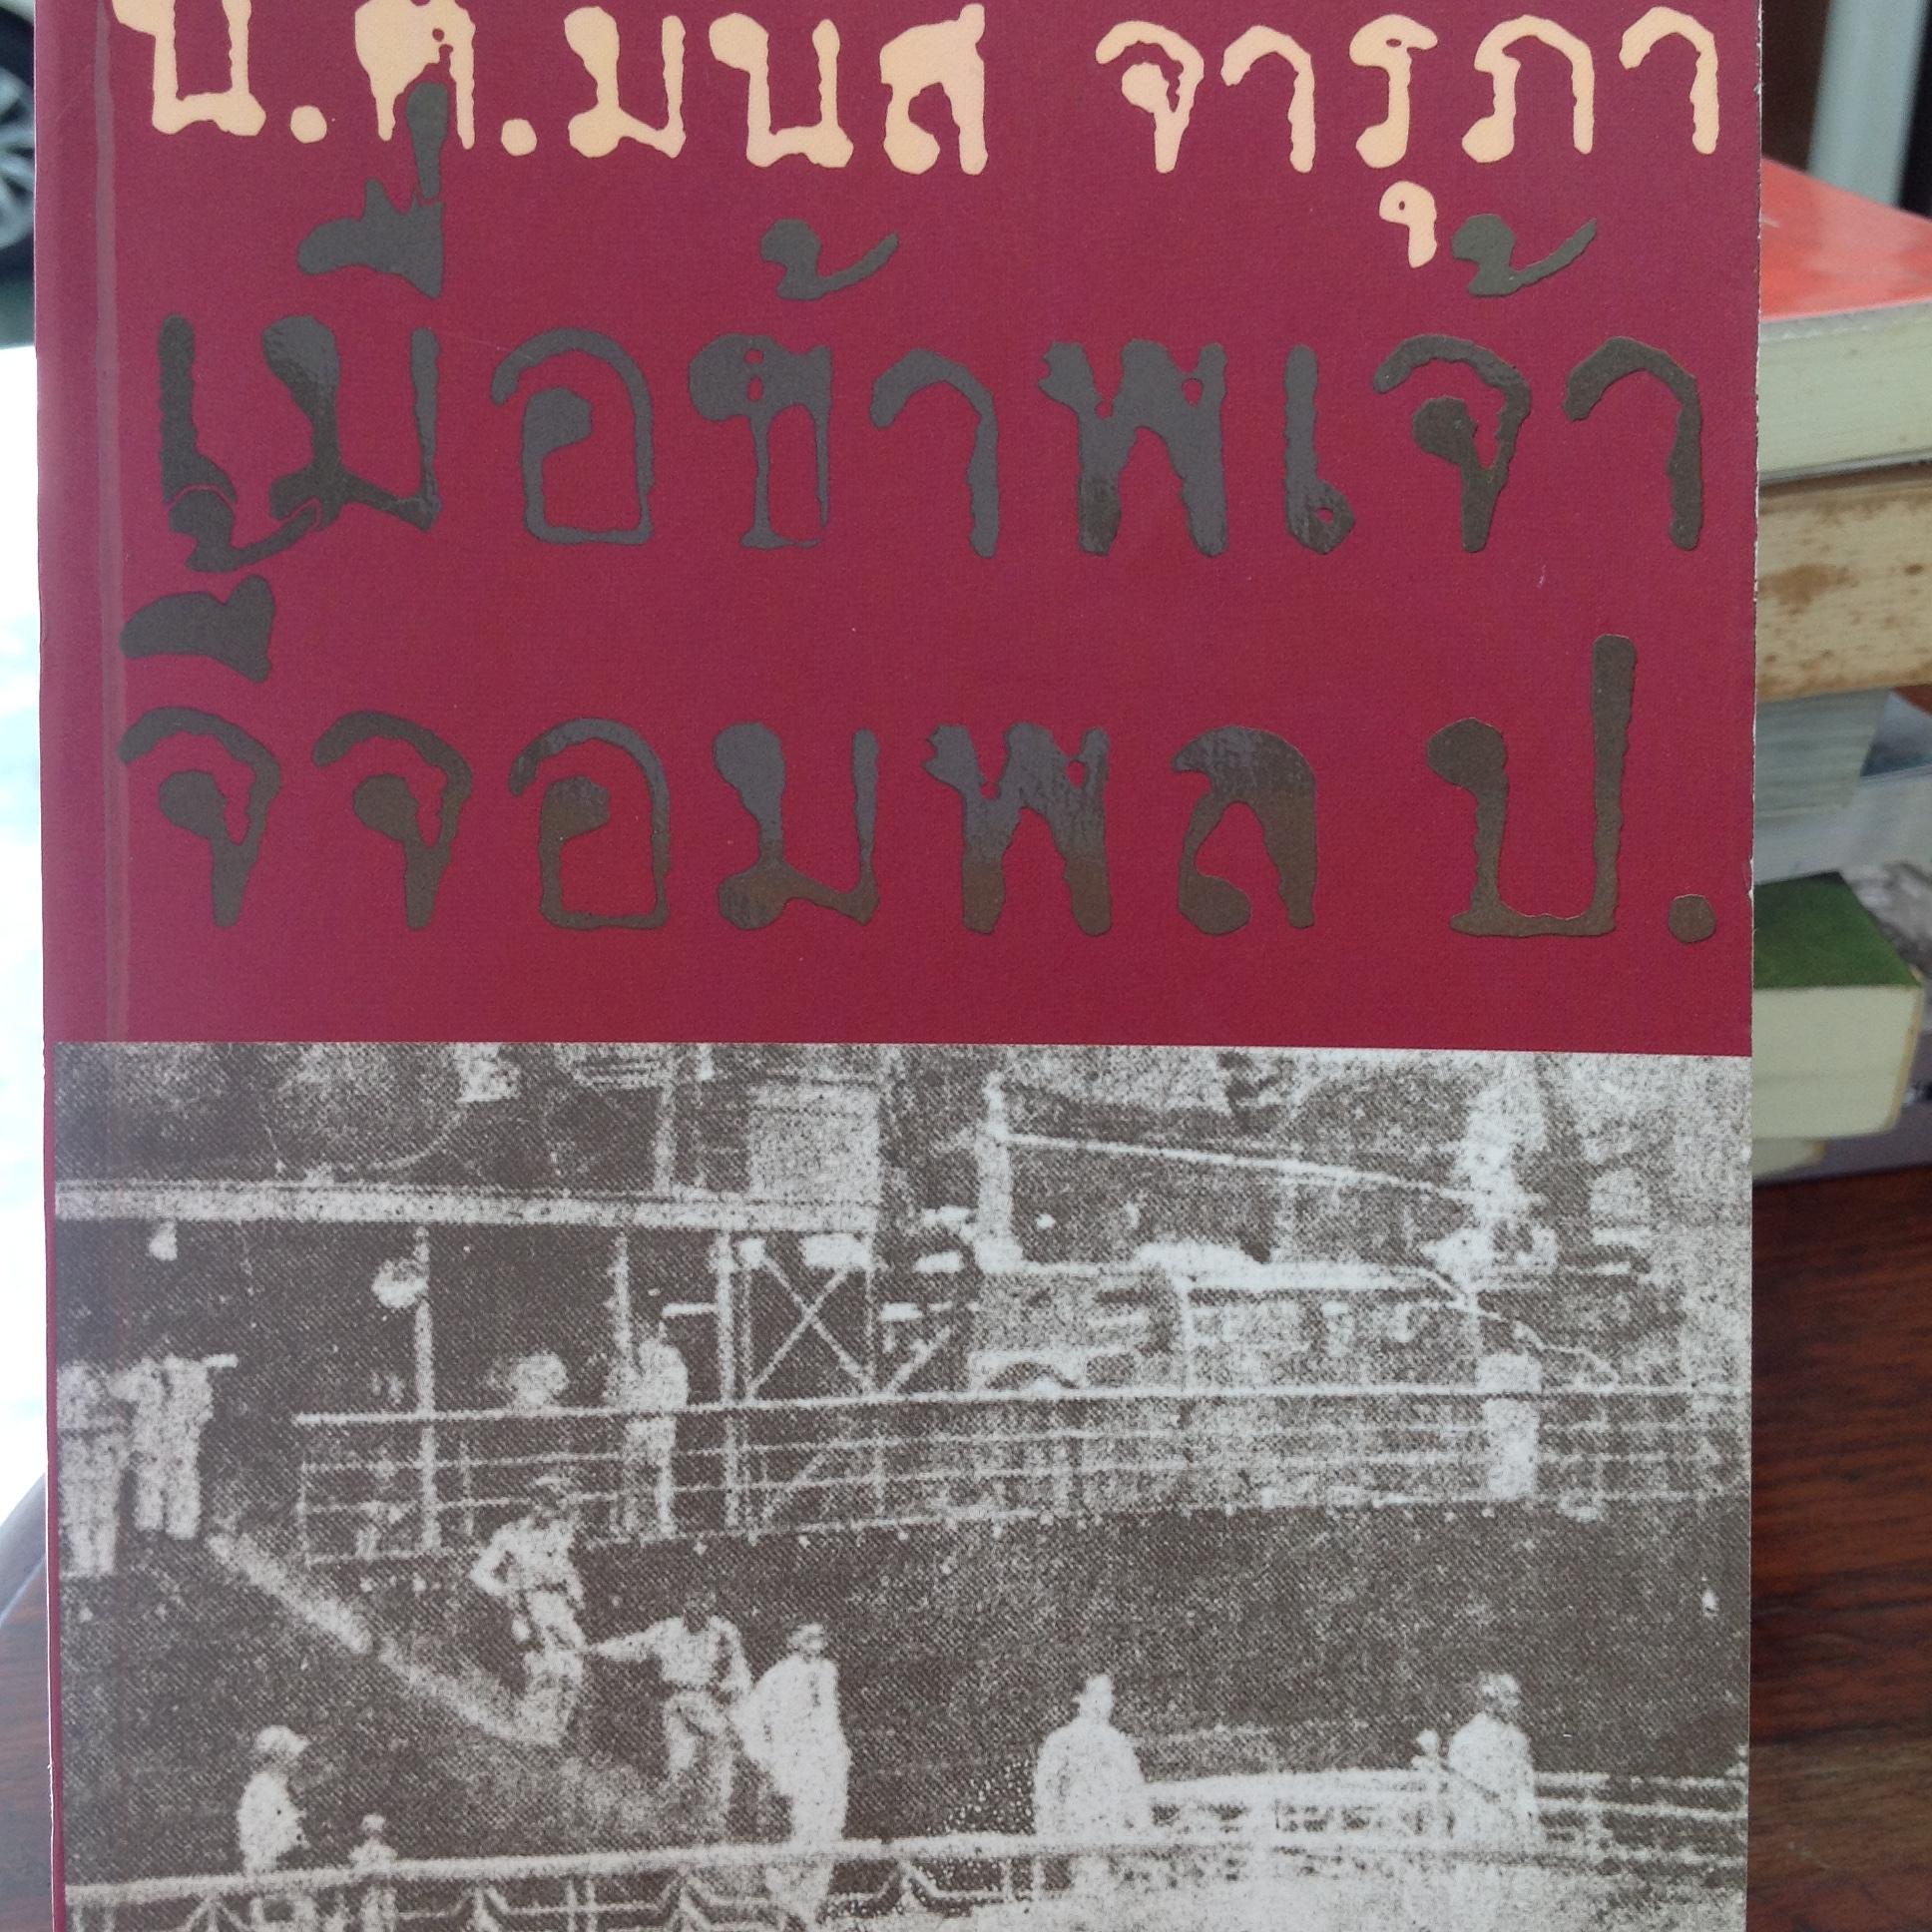 น.ต.มนัส จารุภา
เมื่อข้าพเจ้า
จี้จอมพล ป.